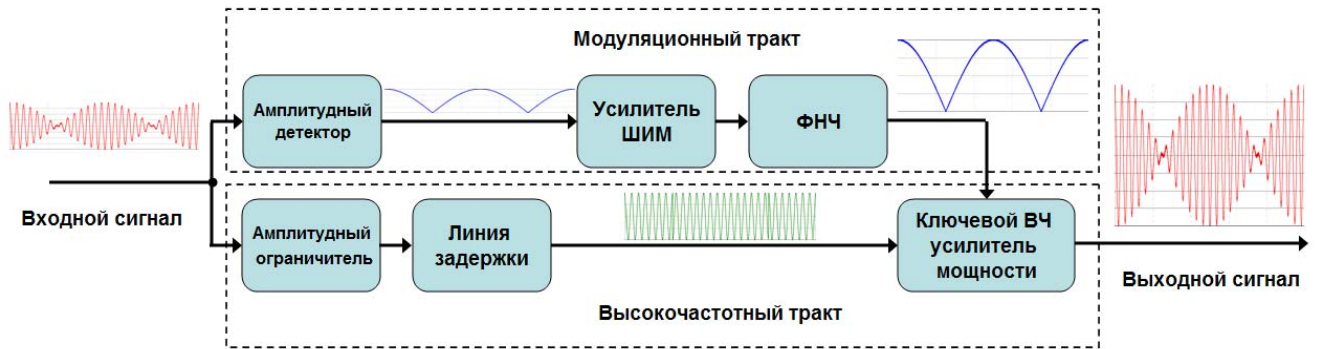 Модуляционный тракт
Амплитудный
детектор
Усилитель
ШИМ
ФНЧ
Входной сигнал
Амплитудный
ограничитель
Линия
задержки
Ключевой ВЧ
усилитель
мощности
Выходной сигнал
Высокочастотный тракт